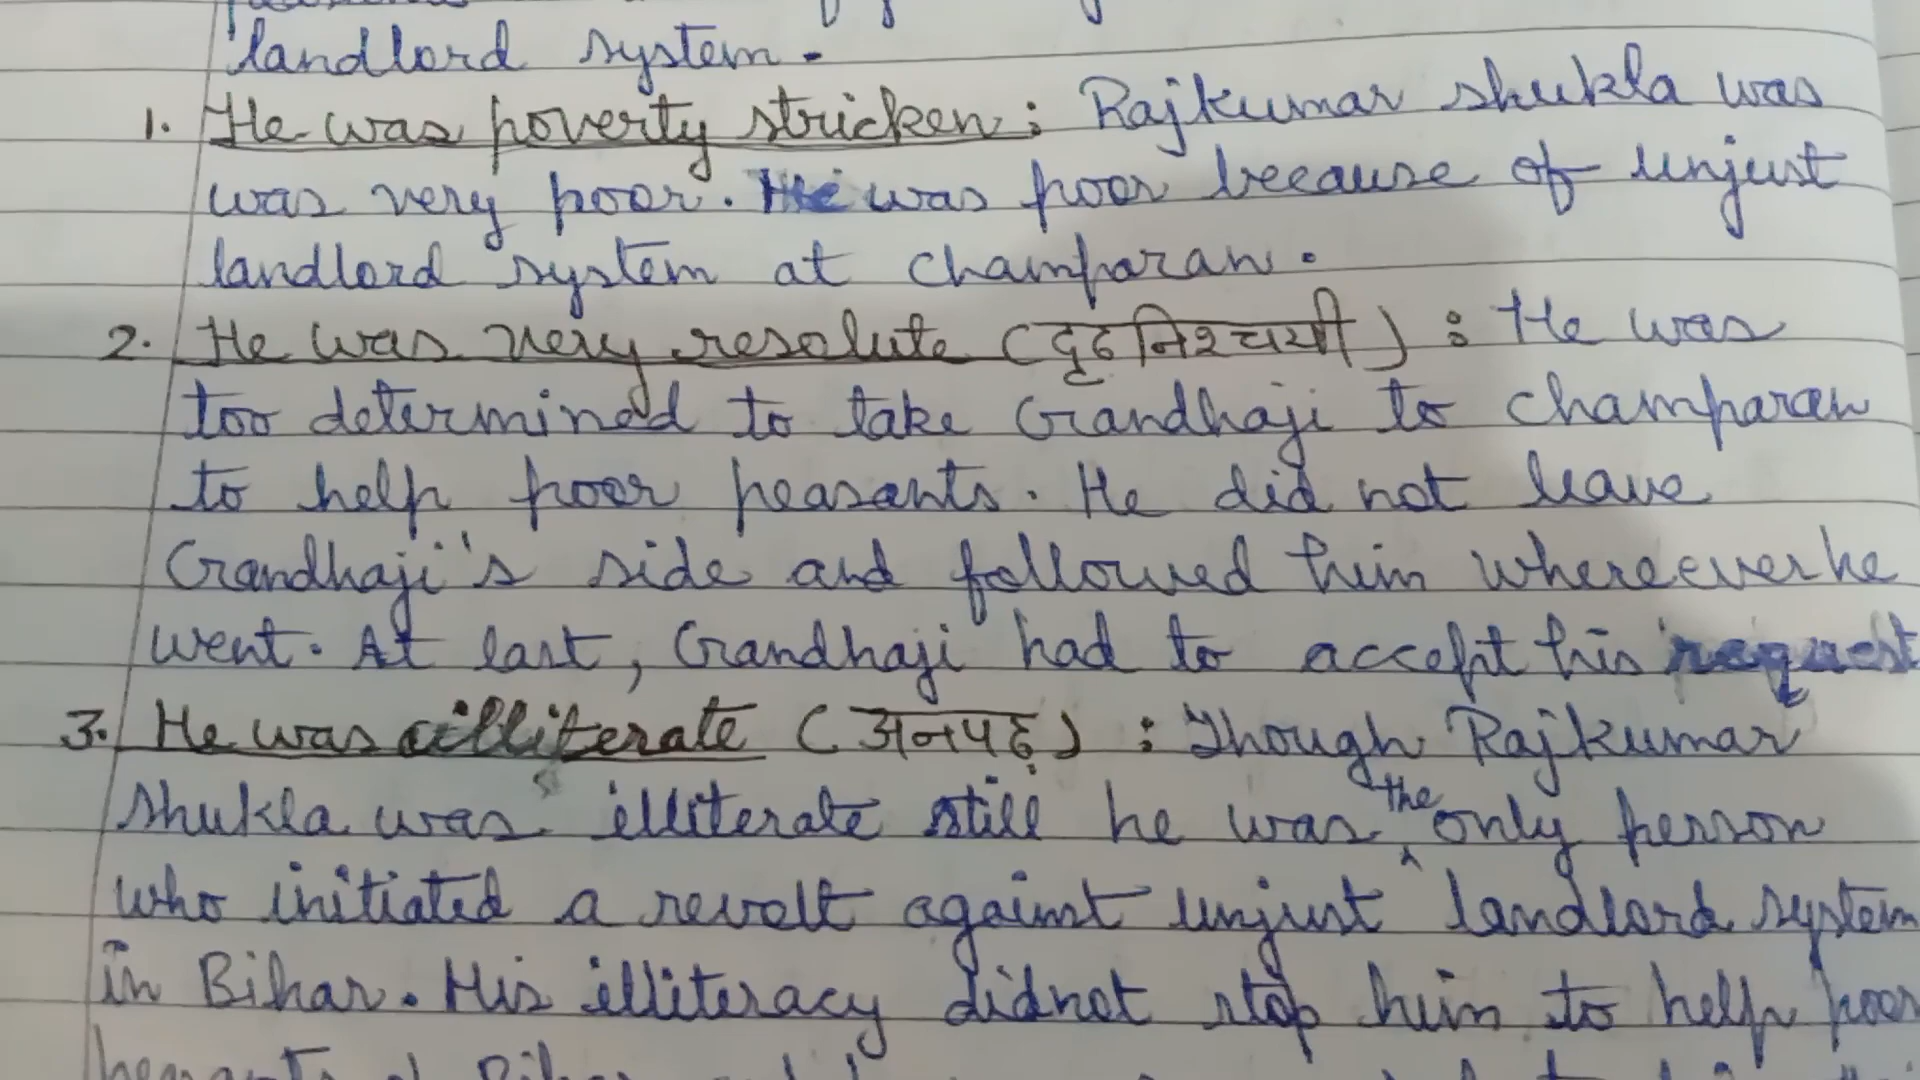 landlord system.
1. He was poverty stricken : Rajkumar shukla was
was very poor. He was poor because of unjust
landlord system at champaran.
2. He was very resolute (दृढ़ निश्चयी) : He was
too determined to take Gandhaji to champaran
to help poor peasants. He did not leave
Gandhaji's side and followed him whereever he
went. At last, Gandhaji had to accept his request
3. He was illiterate (अनपढ़) : Though Rajkumar
shukla was illiterate still he was the only person
who initiated a revolt against unjust landlord system
in Bihar. His illiteracy didnot stop him to help poor